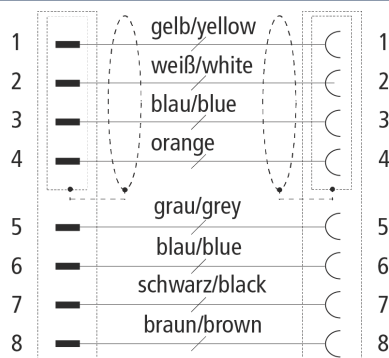 1 gelb/yellow 1
2 weiß/white 2
3 blau/blue 3
4 orange 4
5 grau/grey 5
6 blau/blue 6
7 schwarz/black 7
8 braun/brown 8